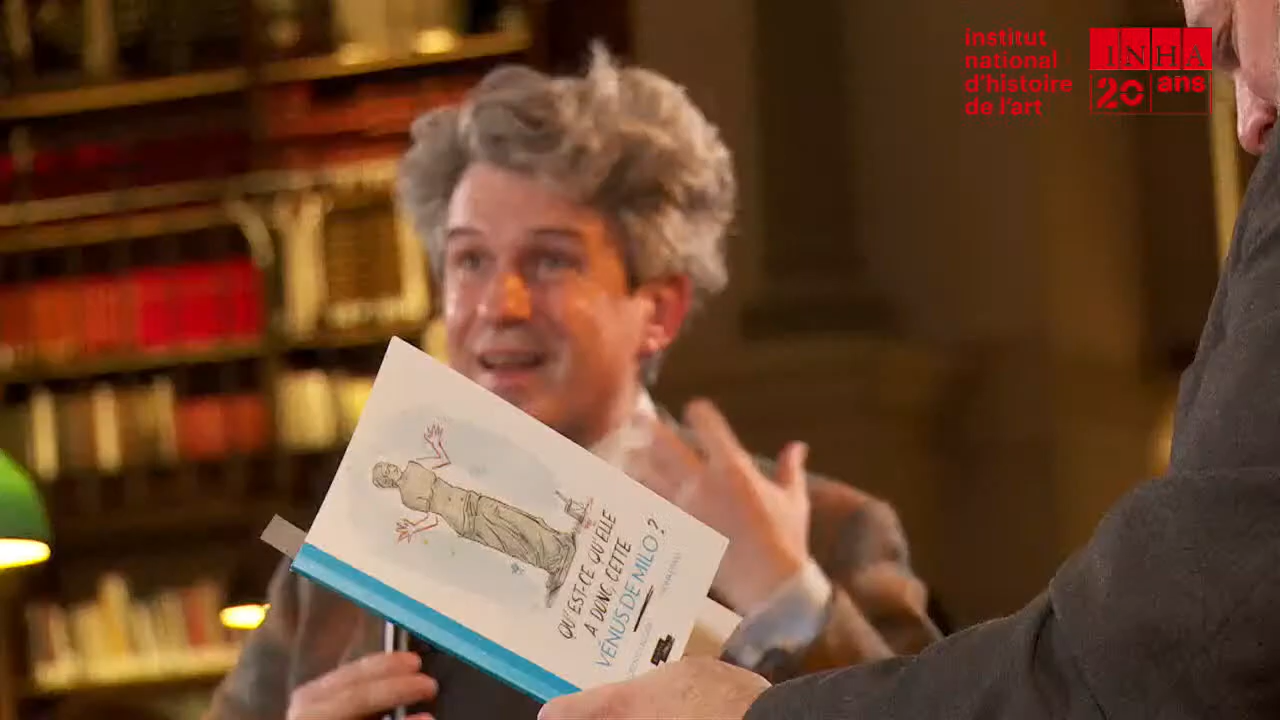 institut
national
d'histoire
de l'art
INHA
20 ans
QU'EST-CE QU'ELLE
A DONC CETTE
VÉNUS DE MILO ?